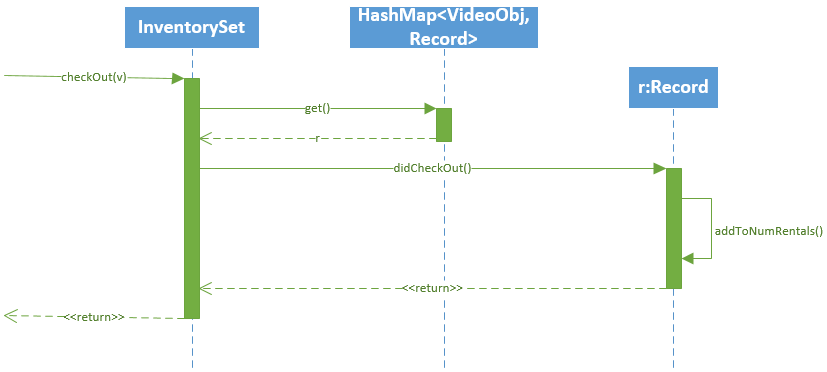 InventorySet
HashMap<VideoObj,
Record>
r:Record
checkOut(v)
get()
r
didCheckOut()
addToNumRentals()
<<return>>
<<return>>